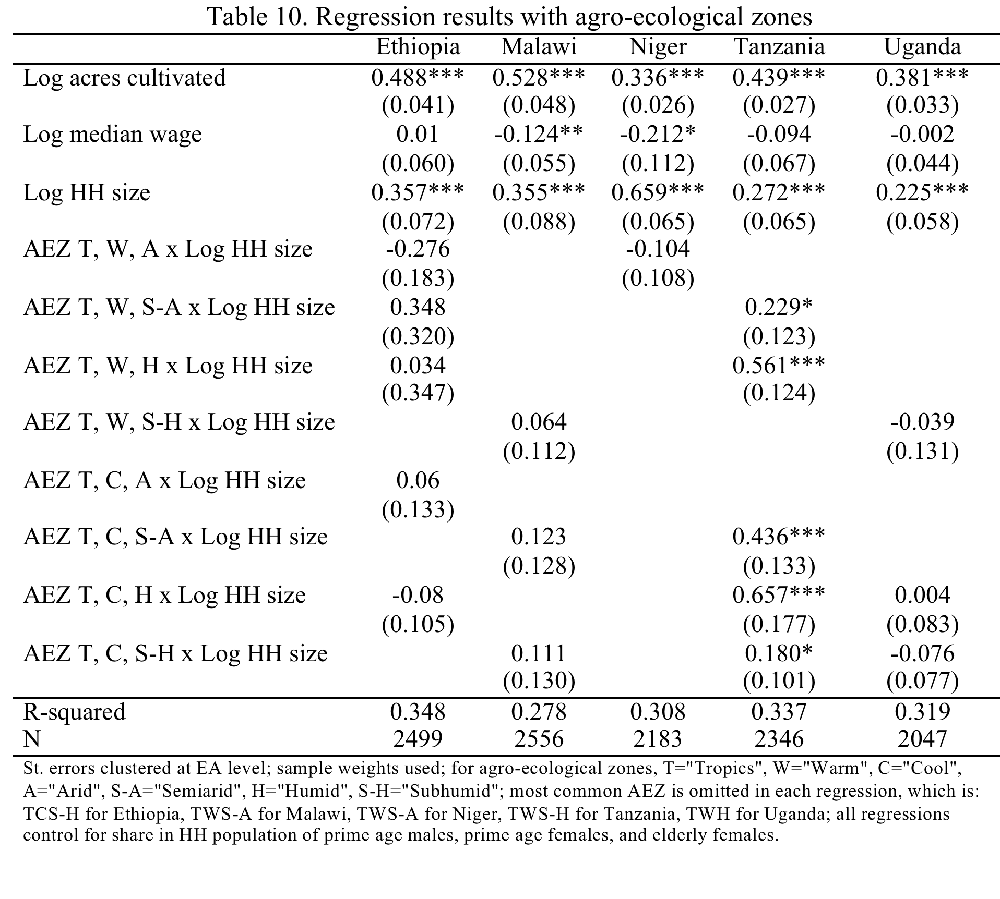 Table 10. Regression results with agro-ecological zones
Ethiopia Malawi Niger Tanzania Uganda
Log acres cultivated 0.488*** 0.528*** 0.336*** 0.439*** 0.381***
(0.041) (0.048) (0.026) (0.027) (0.033)
Log median wage 0.01 -0.124** -0.212* -0.094 -0.002
(0.060) (0.055) (0.112) (0.067) (0.044)
Log HH size 0.357*** 0.355*** 0.659*** 0.272*** 0.225***
(0.072) (0.088) (0.065) (0.065) (0.058)
AEZ T, W, A x Log HH size -0.276 -0.104
(0.183) (0.108)
AEZ T, W, S-A x Log HH size 0.348 0.229*
(0.320) (0.123)
AEZ T, W, H x Log HH size 0.034 0.561***
(0.347) (0.124)
AEZ T, W, S-H x Log HH size 0.064 -0.039
(0.112) (0.131)
AEZ T, C, A x Log HH size 0.06
(0.133)
AEZ T, C, S-A x Log HH size 0.123 0.436***
(0.128) (0.133)
AEZ T, C, H x Log HH size -0.08 0.657*** 0.004
(0.105) (0.177) (0.083)
AEZ T, C, S-H x Log HH size 0.111 0.180* -0.076
(0.130) (0.101) (0.077)
R-squared 0.348 0.278 0.308 0.337 0.319
N 2499 2556 2183 2346 2047
St. errors clustered at EA level; sample weights used; for agro-ecological zones, T="Tropics", W="Warm", C="Cool",
A="Arid", S-A="Semiarid", H="Humid", S-H="Subhumid"; most common AEZ is omitted in each regression, which is:
TCS-H for Ethiopia, TWS-A for Malawi, TWS-A for Niger, TWS-H for Tanzania, TWH for Uganda; all regressions
control for share in HH population of prime age males, prime age females, and elderly females.